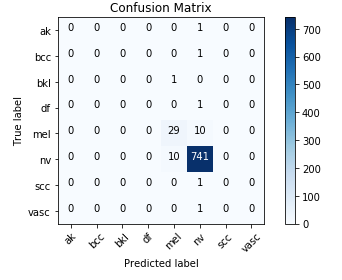 Confusion Matrix
ak 0 0 0 0 0 1 0 0
bcc 0 0 0 0 0 1 0 0
bkl 0 0 0 0 1 0 0 0
df 0 0 0 0 0 1 0 0
mel 0 0 0 0 29 10 0 0
nv 0 0 0 0 10 741 0 0
scc 0 0 0 0 0 1 0 0
vasc 0 0 0 0 0 1 0 0
ak bcc bkl df mel nv scc vasc
True label
Predicted label
700
600
500
400
300
200
100
0